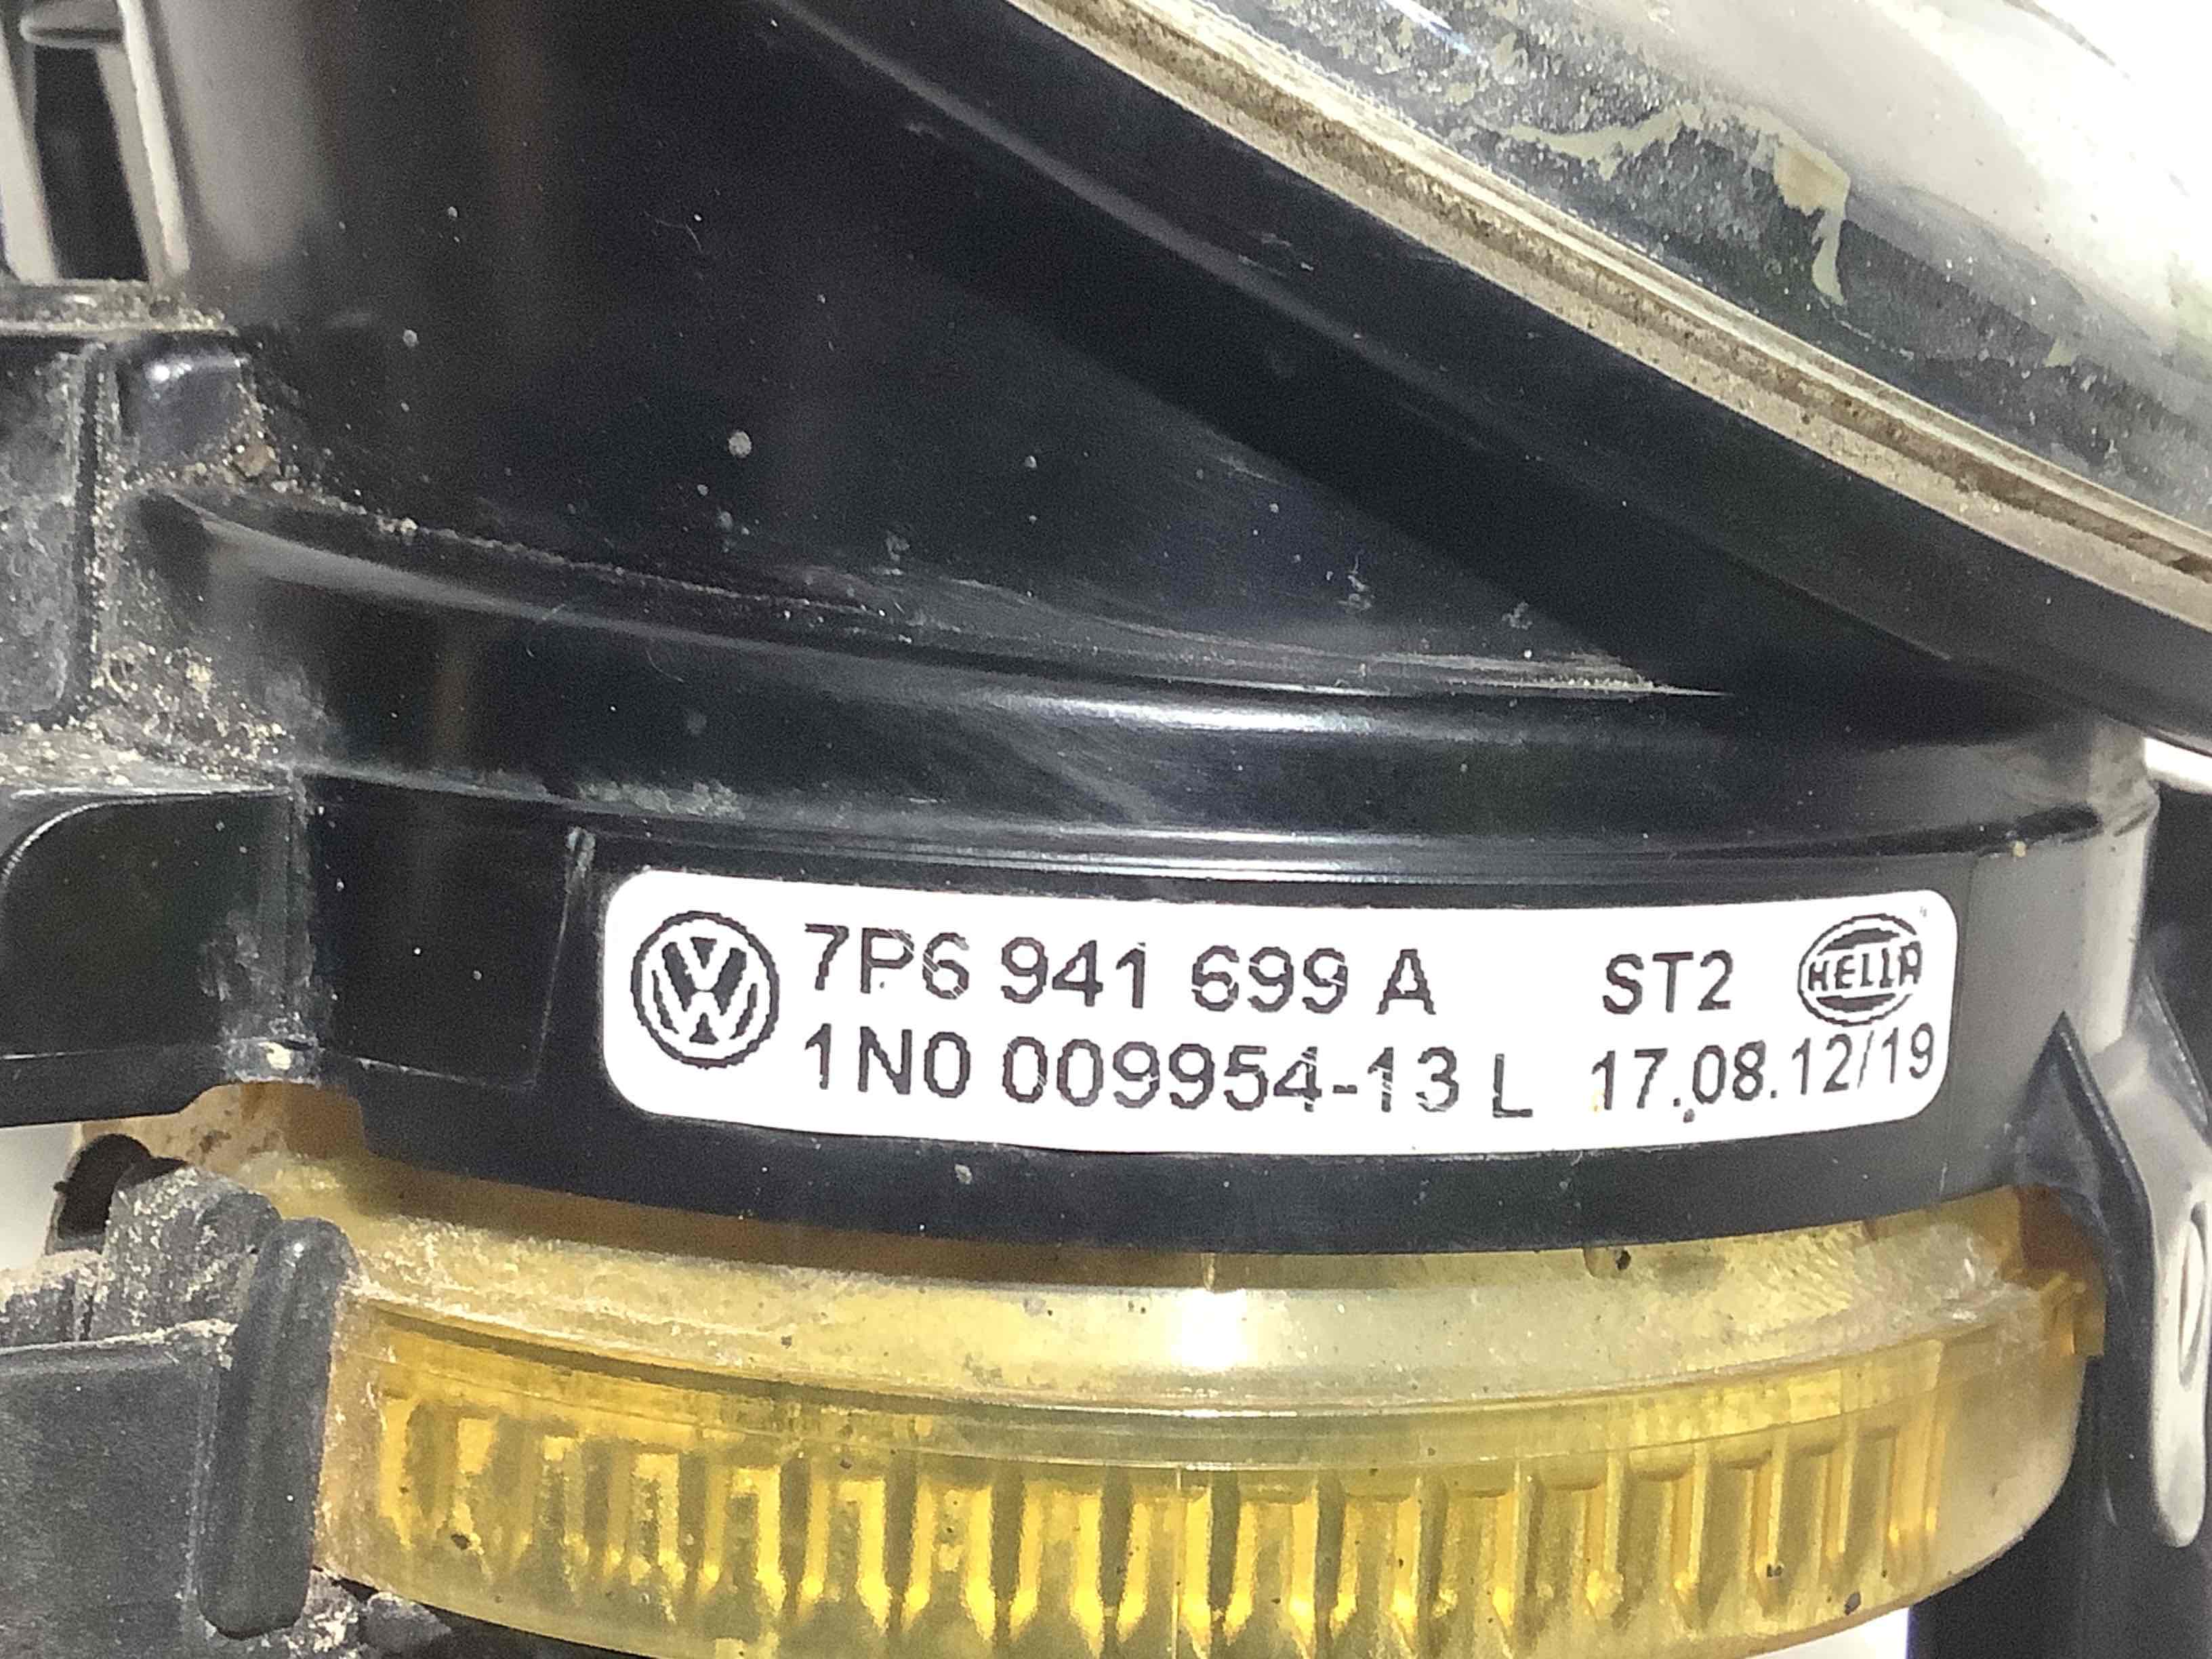 7P6 941 699 A ST2 HELLA
1N0 009954-13 L 17.08.12/19